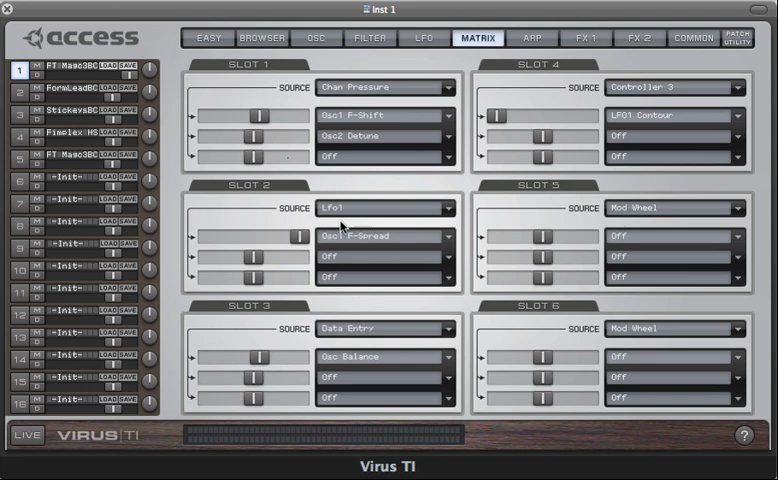 Inst 1
access
EASY BROWSER OSC FILTER LFO MATRIX ARP FX 1 FX 2 COMMON PATCH UTILITY
1 M D LOAD SAVE
2 M D FormLeadBC LOAD SAVE
3 M D StickeysBC LOAD SAVE
4 M D Fimplex HS LOAD SAVE
5 M D LOAD SAVE
6 M D -Init- LOAD SAVE
7 M D -Init- LOAD SAVE
8 M D -Init- LOAD SAVE
9 M D -Init- LOAD SAVE
10 M D -Init- LOAD SAVE
11 M D -Init- LOAD SAVE
12 M D -Init- LOAD SAVE
13 M D -Init- LOAD SAVE
14 M D -Init- LOAD SAVE
15 M D -Init- LOAD SAVE
16 M D -Init- LOAD SAVE
SLOT 1
SOURCE Chan Pressure
Osc1 F-Shift
Osc2 Detune
Off
SLOT 2
SOURCE Lfo1
Osc1 F-Spread
Off
Off
SLOT 3
SOURCE Data Entry
Osc Balance
Off
Off
SLOT 4
SOURCE Controller 3
LFO1 Contour
Off
Off
SLOT 5
SOURCE Mod Wheel
Off
Off
Off
SLOT 6
SOURCE Mod Wheel
Off
Off
Off
LIVE VIRUS|TI ?
Virus TI